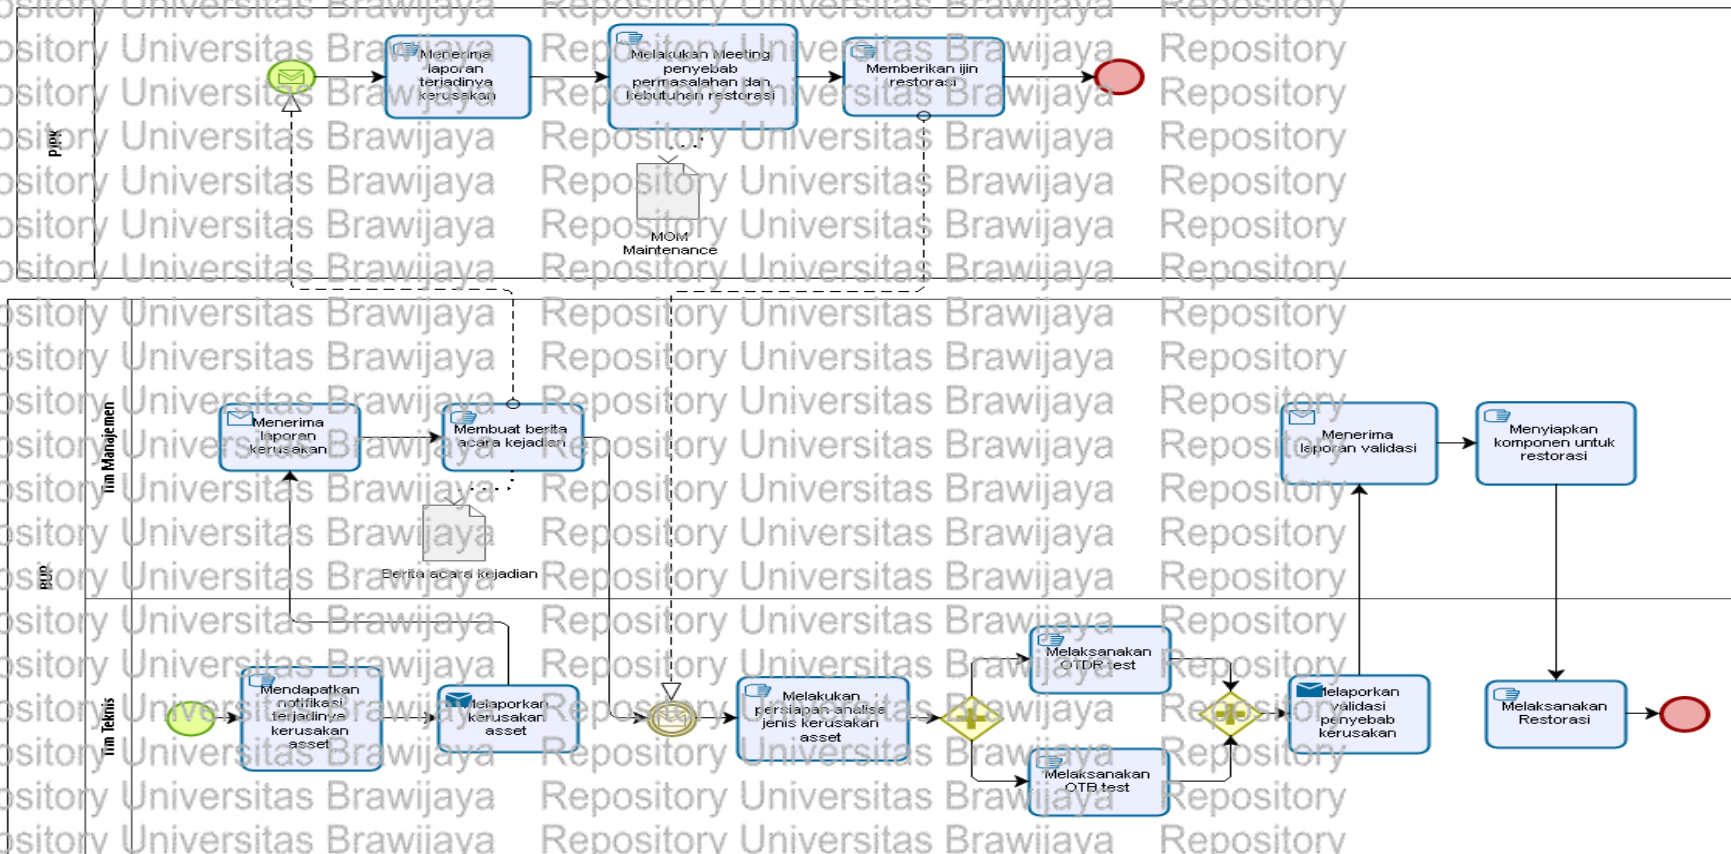 Repository Universitas Brawijaya
PJPK
Menerima
laporan
terjadinya
kerusakan
Melakukan Meeting
penyebab
permasalahan dan
kebutuhan restorasi
Memberikan ijin
restorasi
MOM
Maintenance
BUP
Tim Manajemen
Menerima
laporan
kerusakan
Membuat berita
acara kejadian
Berita acara kejadian
Menerima
laporan validasi
Menyiapkan
komponen untuk
restorasi
Tim Teknis
Mendapatkan
notifikasi
terjadinya
kerusakan
asset
Melaporkan
kerusakan
asset
Melakukan
persiapan analisa
jenis kerusakan
asset
Melaksanakan
OTDR test
Melaksanakan
OTB test
Melaporkan
validasi
penyebab
kerusakan
Melaksanakan
Restorasi